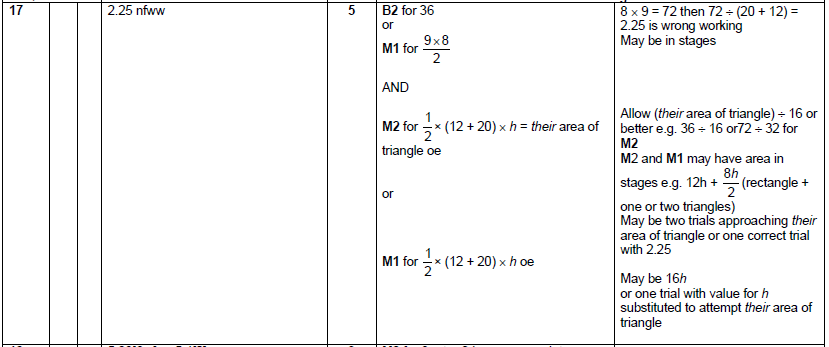 17
2.25 nfww
5
B2 for 36
or
M1 for 9×8/2
AND
M2 for 1/2 × (12 + 20) × h = their area of
triangle oe
or
M1 for 1/2 × (12 + 20) × h oe
8 × 9 = 72 then 72 ÷ (20 + 12) =
2.25 is wrong working
May be in stages
Allow (their area of triangle) ÷ 16 or
better e.g. 36 ÷ 16 or72 ÷ 32 for
M2
M2 and M1 may have area in
stages e.g. 12h + 8h/2 (rectangle +
one or two triangles)
May be two trials approaching their
area of triangle or one correct trial
with 2.25
May be 16h
or one trial with value for h
substituted to attempt their area of
triangle